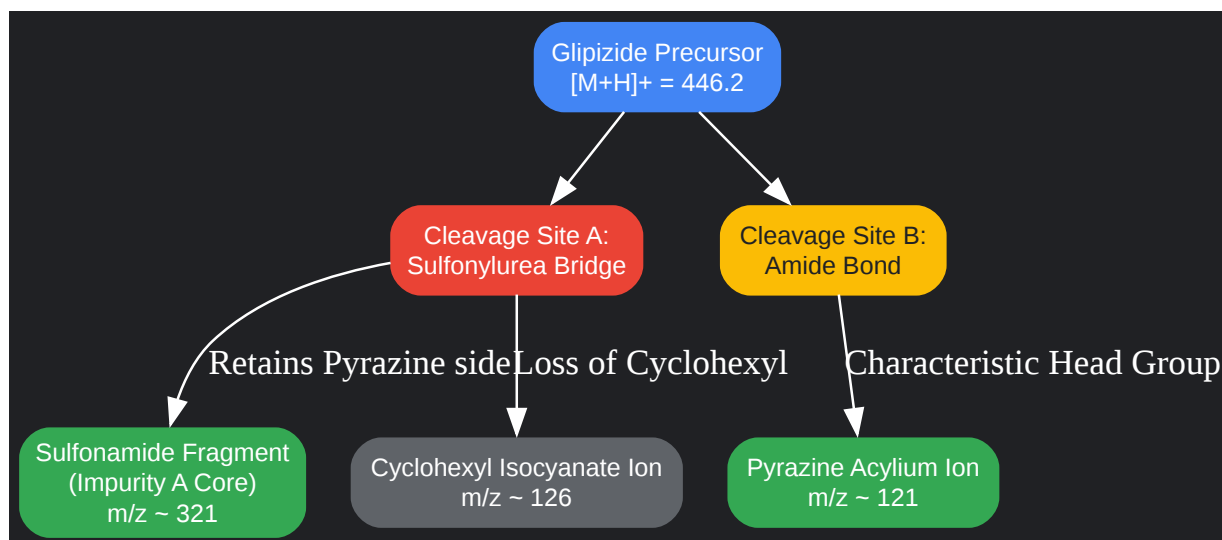 Glipizide Precursor
[M+H]+ = 446.2
Cleavage Site A:
Sulfonylurea Bridge
Cleavage Site B:
Amide Bond
Retains Pyrazine side
Loss of Cyclohexyl
Characteristic Head Group
Sulfonamide Fragment
(Impurity A Core)
m/z ~ 321
Cyclohexyl Isocyanate Ion
m/z ~ 126
Pyrazine Acylium Ion
m/z ~ 121